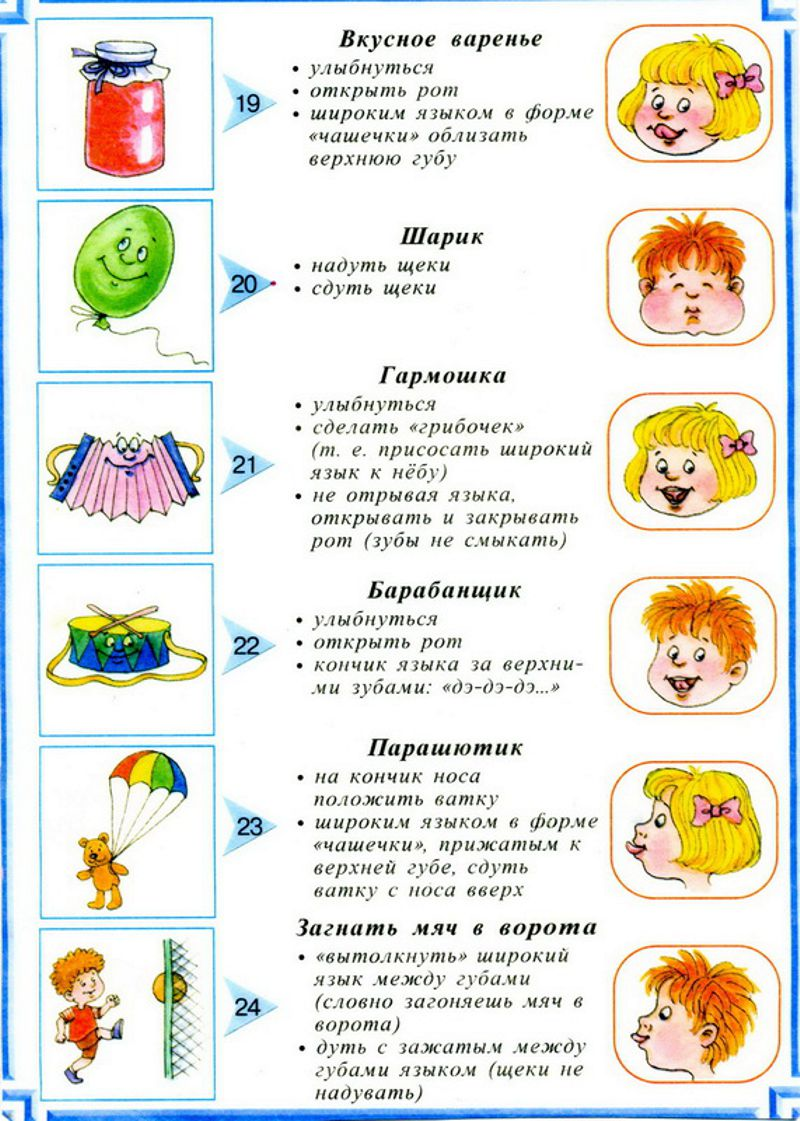 Вкусное варенье
• улыбнуться
• открыть рот
19
• широким языком в форме
«чашечки» облизать
верхнюю губу
Шарик
• надуть щеки
20
• сдуть щеки
Гармошка
• улыбнуться
• сделать «грибочек»
(т. е. присосать широкий
21
язык к нёбу)
• не отрывая языка,
открывать и закрывать
рот (зубы не смыкать)
Барабанщик
• улыбнуться
• открыть рот
22
• кончик языка за верхни-
ми зубами: «дэ-дэ-дэ...»
Парашютик
• на кончик носа
положить ватку
23
• широким языком в форме
«чашечки», прижатым к
верхней губе, сдуть
ватку с носа вверх
Загнать мяч в ворота
• «вытолкнуть» широкий
язык между губами
(словно загоняешь мяч в
24
ворота)
• дуть с зажатым между
губами языком (щеки не
надувать)